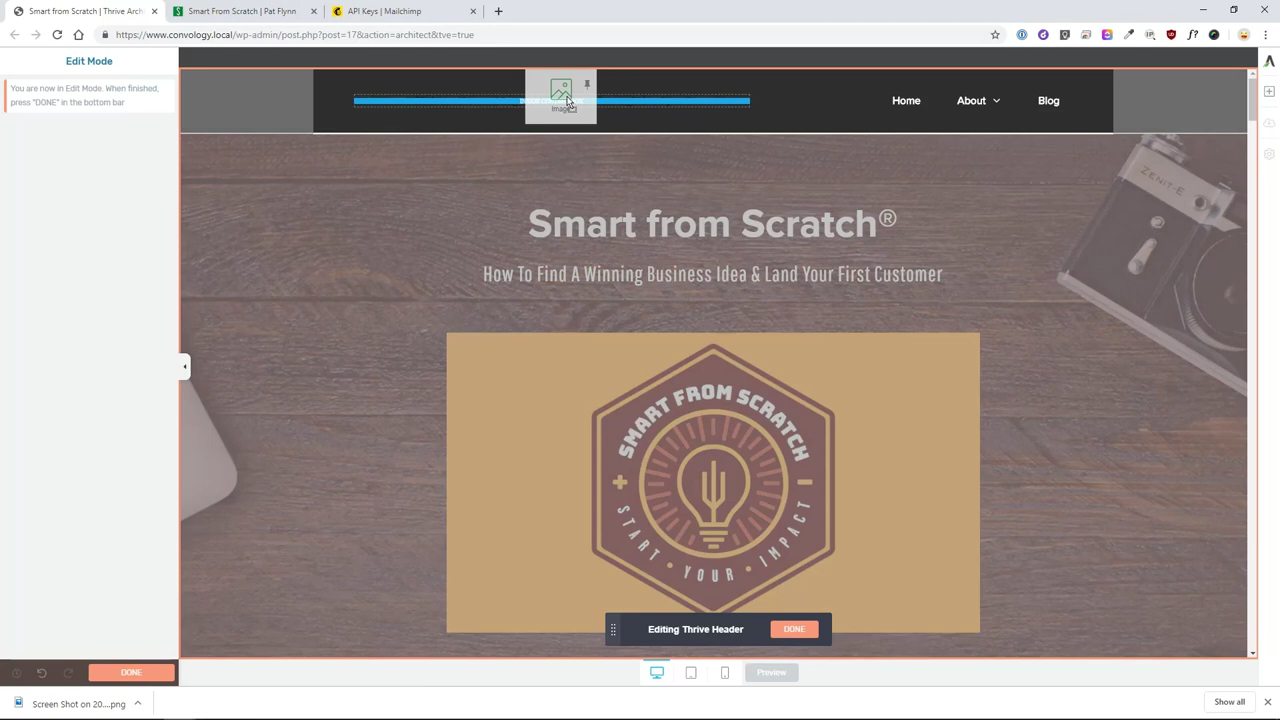 Smart from Scratch | Thrive Arch
Smart From Scratch | Pat Flynn
API Keys | Mailchimp
https://www.convology.local/wp-admin/post.php?post=17&action=architect&tve=true
Edit Mode
You are now in Edit Mode. When finished,
press "DONE" in the bottom bar
Image
Home
About
Blog
ZENIT-E
Smart from Scratch®
How To Find A Winning Business Idea & Land Your First Customer
SMART FROM SCRATCH
START • YOUR • IMPACT
Editing Thrive Header
DONE
DONE
Preview
Screen Shot on 20....png
Show all